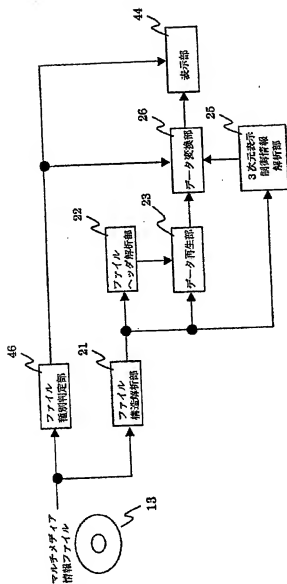 マルチメディア
情報ファイル
13
46
ファイル
種別判定部
21
ファイル
構造解析部
22
ファイル
ヘッダ解析部
23
データ再生部
26
データ変換部
44
表示部
25
3次元表示
制御情報
解析部